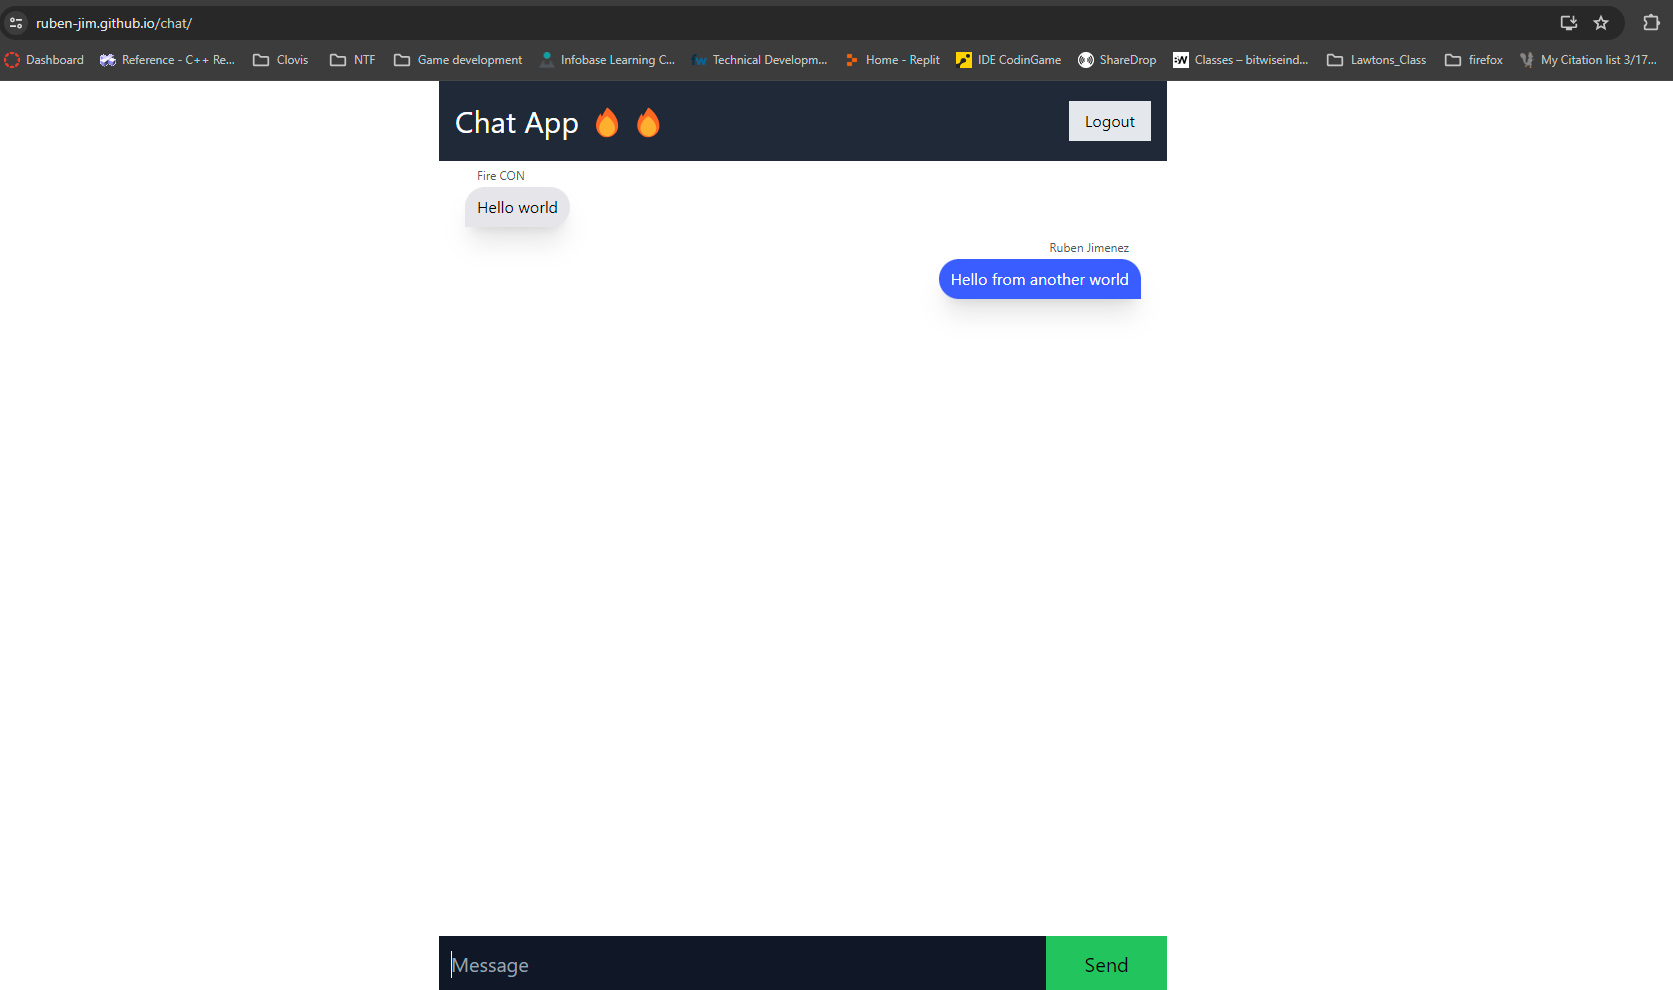 ruben-jim.github.io/chat/
Dashboard Reference - C++ Re... Clovis NTF Game development Infobase Learning C... Technical Developm... Home - Replit IDE CodinGame ShareDrop Classes – bitwiseind... Lawtons_Class firefox My Citation list 3/17...
Chat App 🔥 🔥 Logout
Fire CON
Hello world
Ruben Jimenez
Hello from another world
Message Send